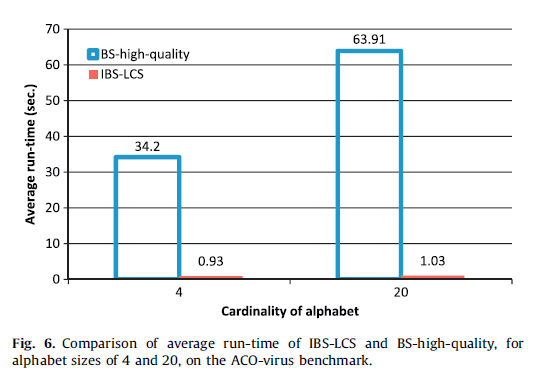 70
60
50
40
30
20
10
0
Average run-time (sec.)
BS-high-quality
IBS-LCS
63.91
34.2
0.93
1.03
4
20
Cardinality of alphabet
Fig. 6. Comparison of average run-time of IBS-LCS and BS-high-quality, for
alphabet sizes of 4 and 20, on the ACO-virus benchmark.